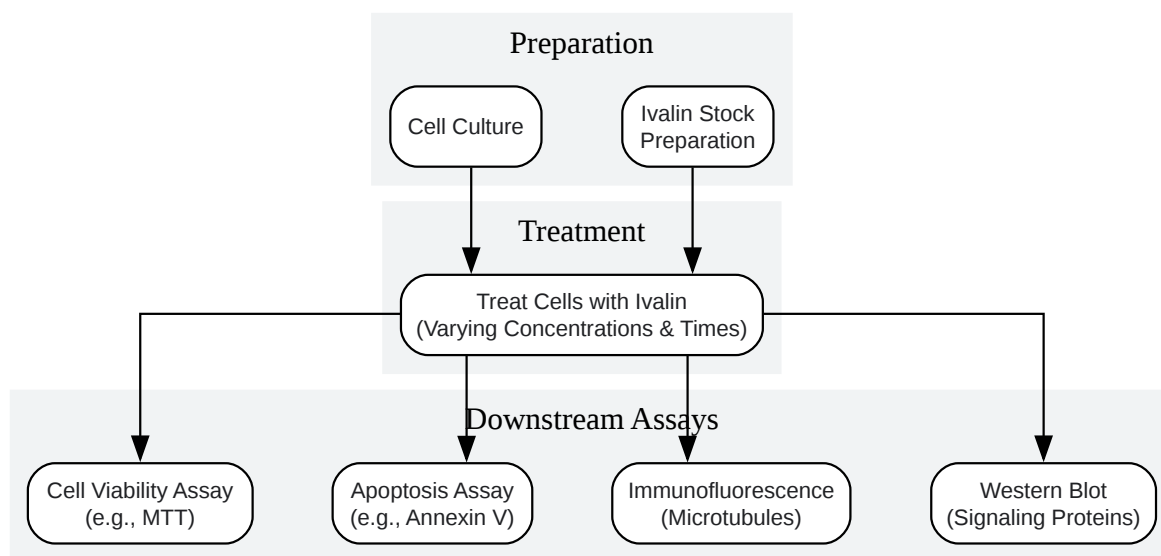 Preparation
Cell Culture
Ivalin Stock
Preparation
Treatment
Treat Cells with Ivalin
(Varying Concentrations & Times)
Downstream Assays
Cell Viability Assay
(e.g., MTT)
Apoptosis Assay
(e.g., Annexin V)
Immunofluorescence
(Microtubules)
Western Blot
(Signaling Proteins)